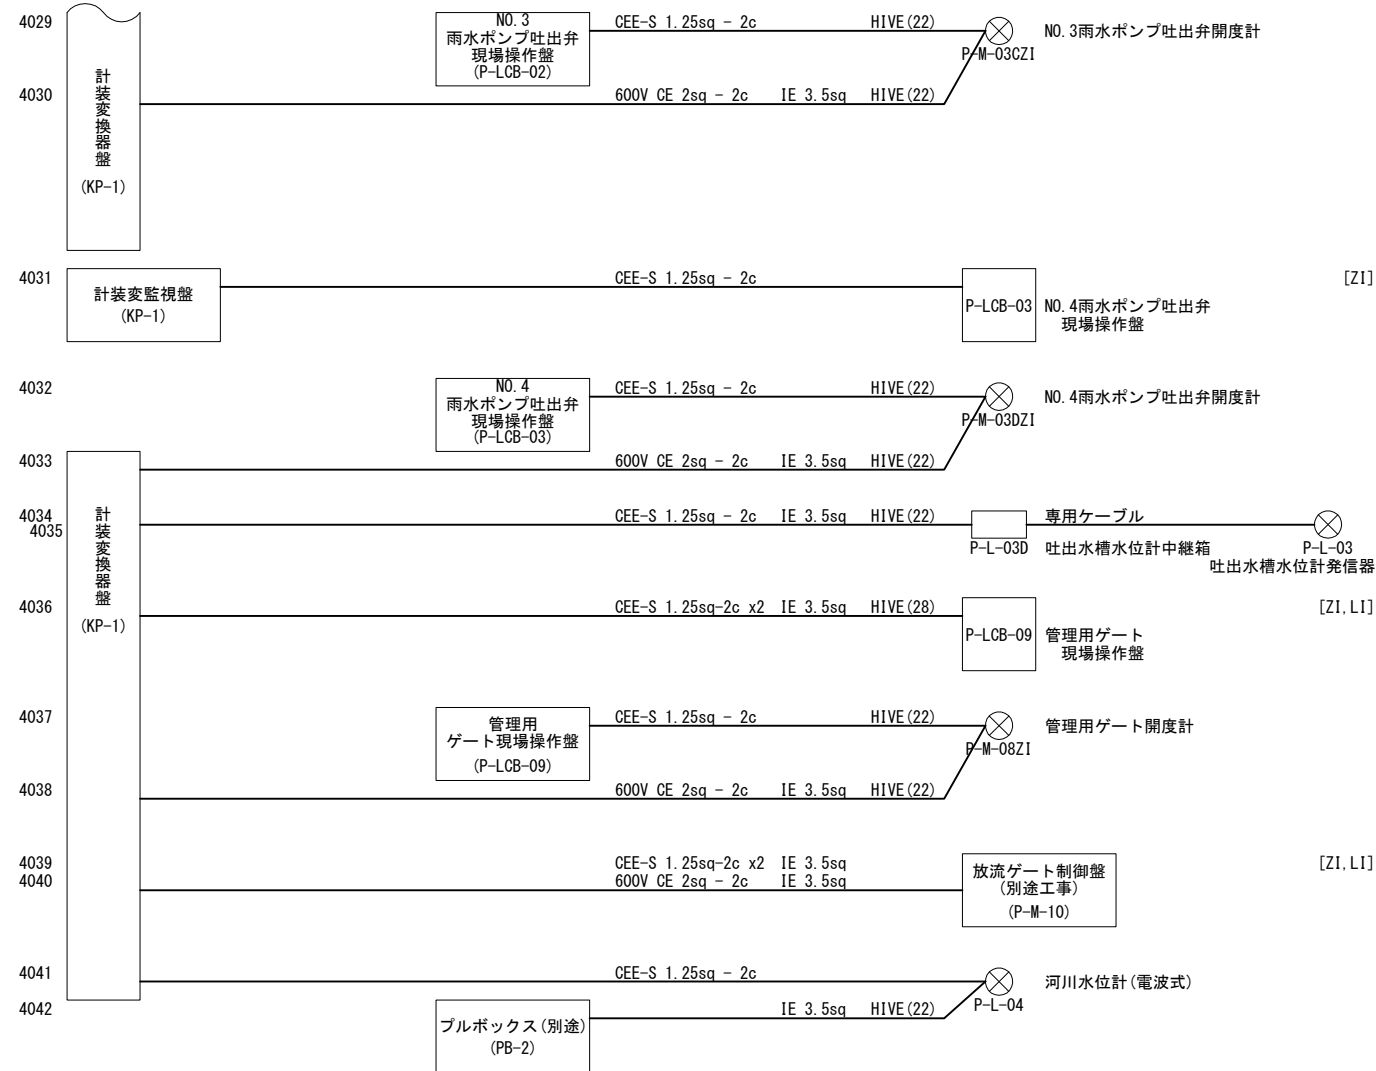 4029
NO.3
雨水ポンプ吐出弁
現場操作盤
(P-LCB-02)
CEE-S 1.25sq - 2c
HIVE(22)
P-M-03CZI
NO.3雨水ポンプ吐出弁開度計
4030
計装変換器盤
(KP-1)
600V CE 2sq - 2c
IE 3.5sq
HIVE(22)
4031
計装変監視盤
(KP-1)
CEE-S 1.25sq - 2c
P-LCB-03
NO.4雨水ポンプ吐出弁
現場操作盤
[ZI]
4032
NO.4
雨水ポンプ吐出弁
現場操作盤
(P-LCB-03)
CEE-S 1.25sq - 2c
HIVE(22)
P-M-03DZI
NO.4雨水ポンプ吐出弁開度計
4033
600V CE 2sq - 2c
IE 3.5sq
HIVE(22)
4034
4035
計装変換器盤
(KP-1)
CEE-S 1.25sq - 2c
IE 3.5sq
HIVE(22)
P-L-03D
専用ケーブル
吐出水槽水位計中継箱
P-L-03
吐出水槽水位計発信器
4036
CEE-S 1.25sq-2c x2
IE 3.5sq
HIVE(28)
P-LCB-09
管理用ゲート
現場操作盤
[ZI,LI]
4037
管理用
ゲート現場操作盤
(P-LCB-09)
CEE-S 1.25sq - 2c
HIVE(22)
P-M-08ZI
管理用ゲート開度計
4038
600V CE 2sq - 2c
IE 3.5sq
HIVE(22)
4039
CEE-S 1.25sq-2c x2
IE 3.5sq
[ZI,LI]
4040
600V CE 2sq - 2c
IE 3.5sq
放流ゲート制御盤
(別途工事)
(P-M-10)
4041
CEE-S 1.25sq - 2c
P-L-04
河川水位計(電波式)
4042
プルボックス(別途)
(PB-2)
IE 3.5sq
HIVE(22)